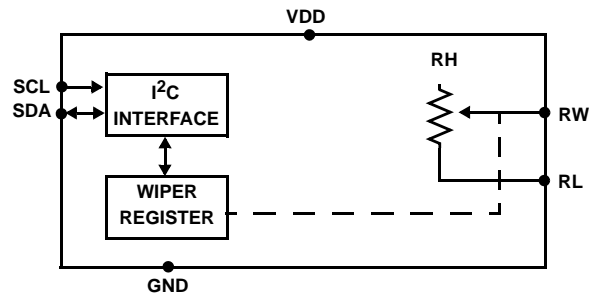 VDD
SCL
SDA
I²C
INTERFACE
RH
RW
WIPER
REGISTER
RL
GND